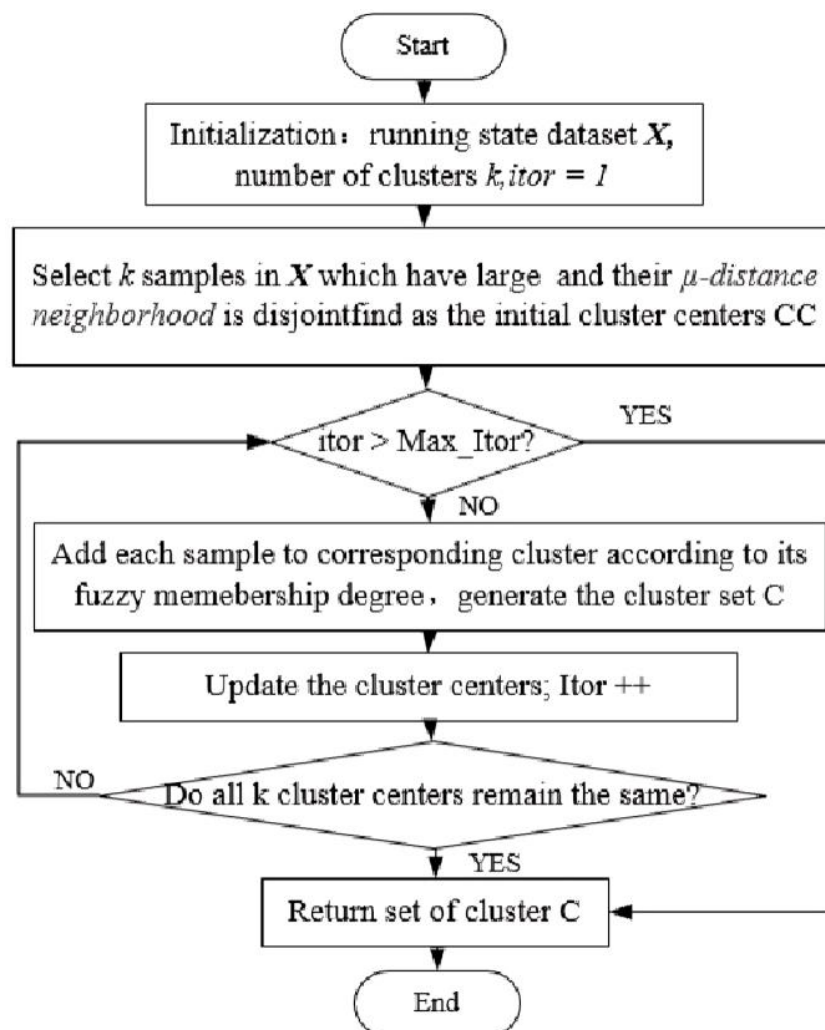 Start
Initialization：running state dataset X,
number of clusters k,itor = 1
Select k samples in X which have large and their μ-distance
neighborhood is disjointfind as the initial cluster centers CC
itor > Max_Itor?
YES
NO
Add each sample to corresponding cluster according to its
fuzzy memebership degree，generate the cluster set C
Update the cluster centers; Itor ++
Do all k cluster centers remain the same?
NO
YES
Return set of cluster C
End